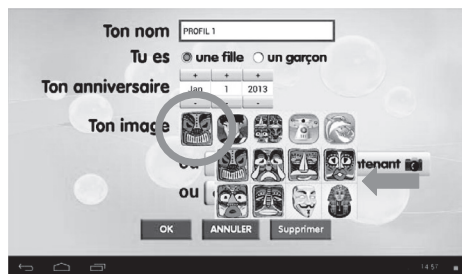 Ton nom PROFIL 1
Tu es une fille un garçon
+ + +
Ton anniversaire Jan 1 2013
- - -
Ton image
ou tenant
ou
OK ANNULER Supprimer
14:57